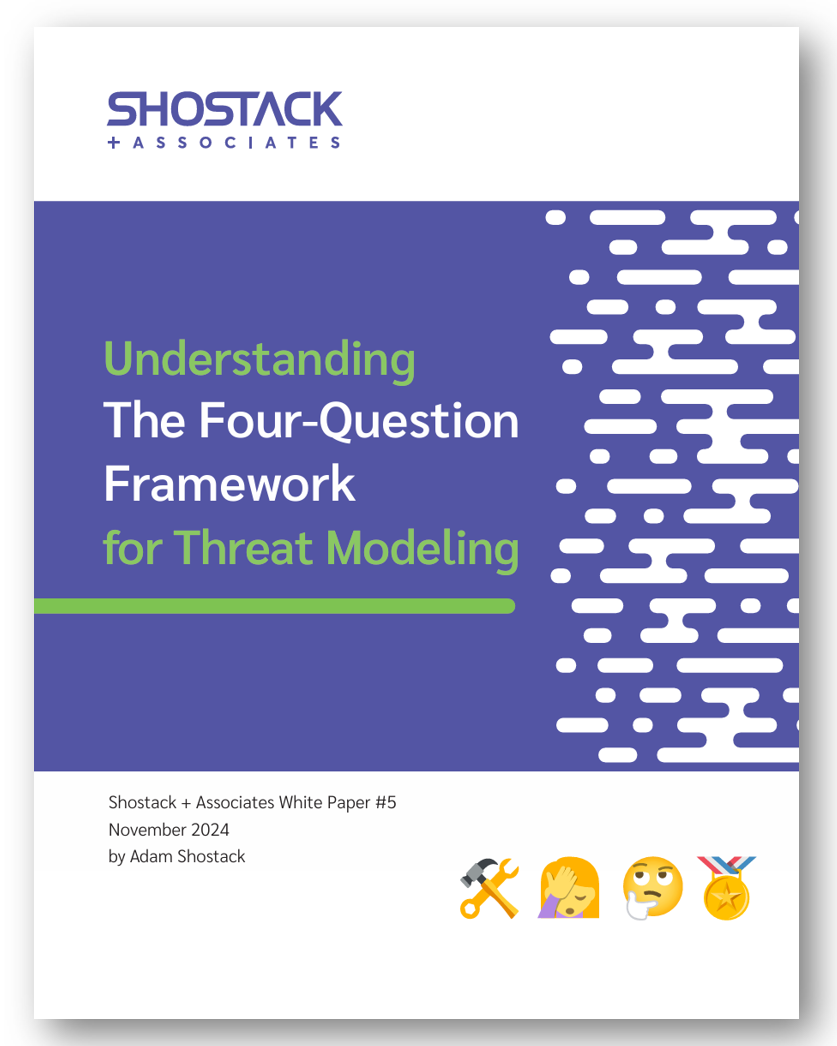 SHOSTACK
+ ASSOCIATES
Understanding
The Four-Question
Framework
for Threat Modeling
Shostack + Associates White Paper #5
November 2024
by Adam Shostack